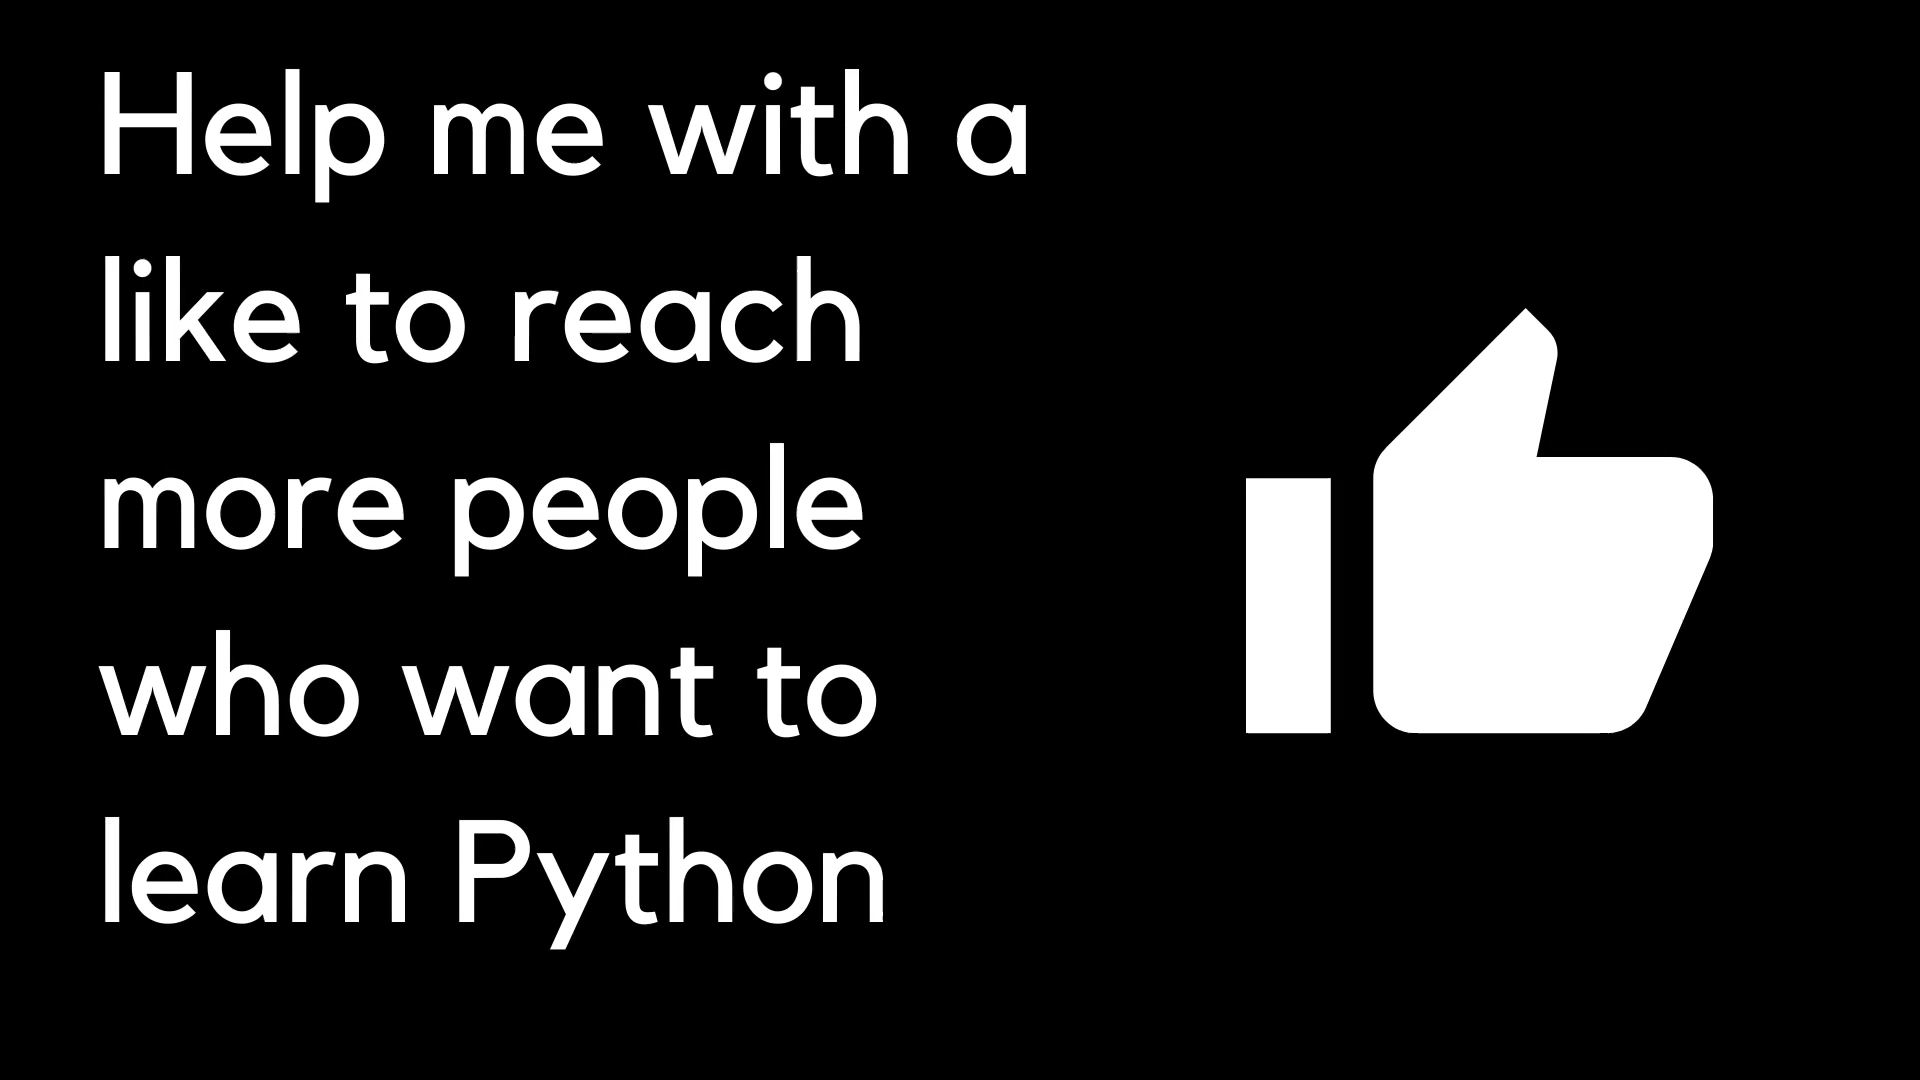 Help me with a
like to reach
more people
who want to
learn Python